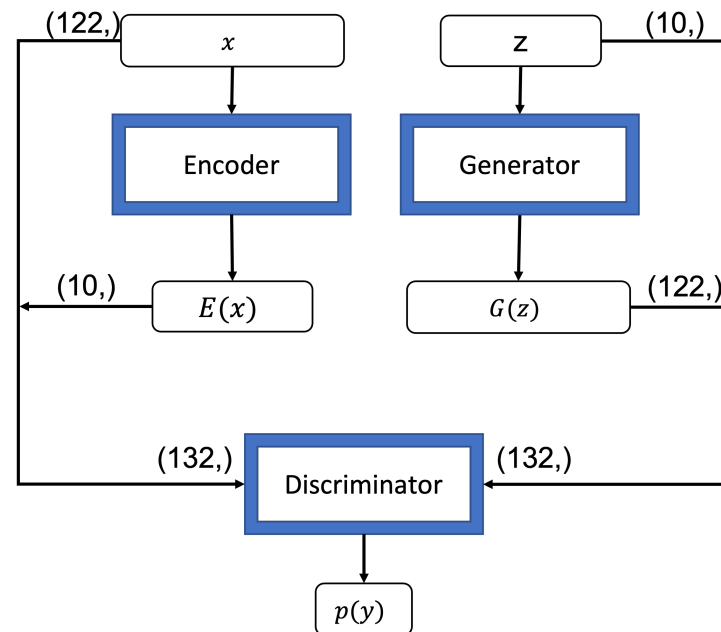 (122,)
x
z
(10,)
Encoder
Generator
(10,)
E(x)
G(z)
(122,)
(132,)
Discriminator
(132,)
p(y)